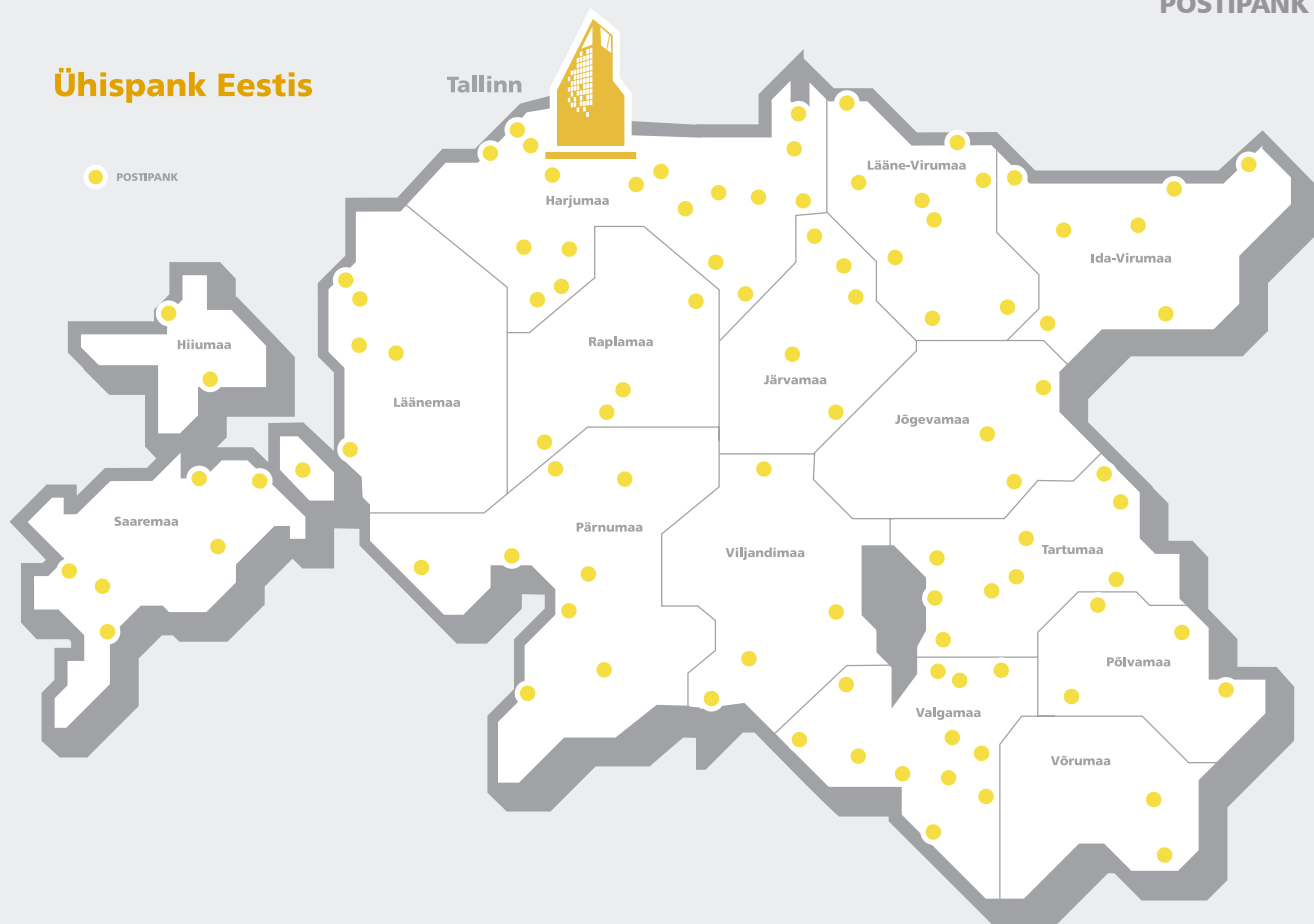 POSTIPANK
Ühispank Eestis
Tallinn
POSTIPANK
Lääne-Virumaa
Harjumaa
Ida-Virumaa
Hiiumaa
Raplamaa
Järvamaa
Läänemaa
Jõgevamaa
Saaremaa
Pärnumaa
Viljandimaa
Tartumaa
Põlvamaa
Valgamaa
Võrumaa